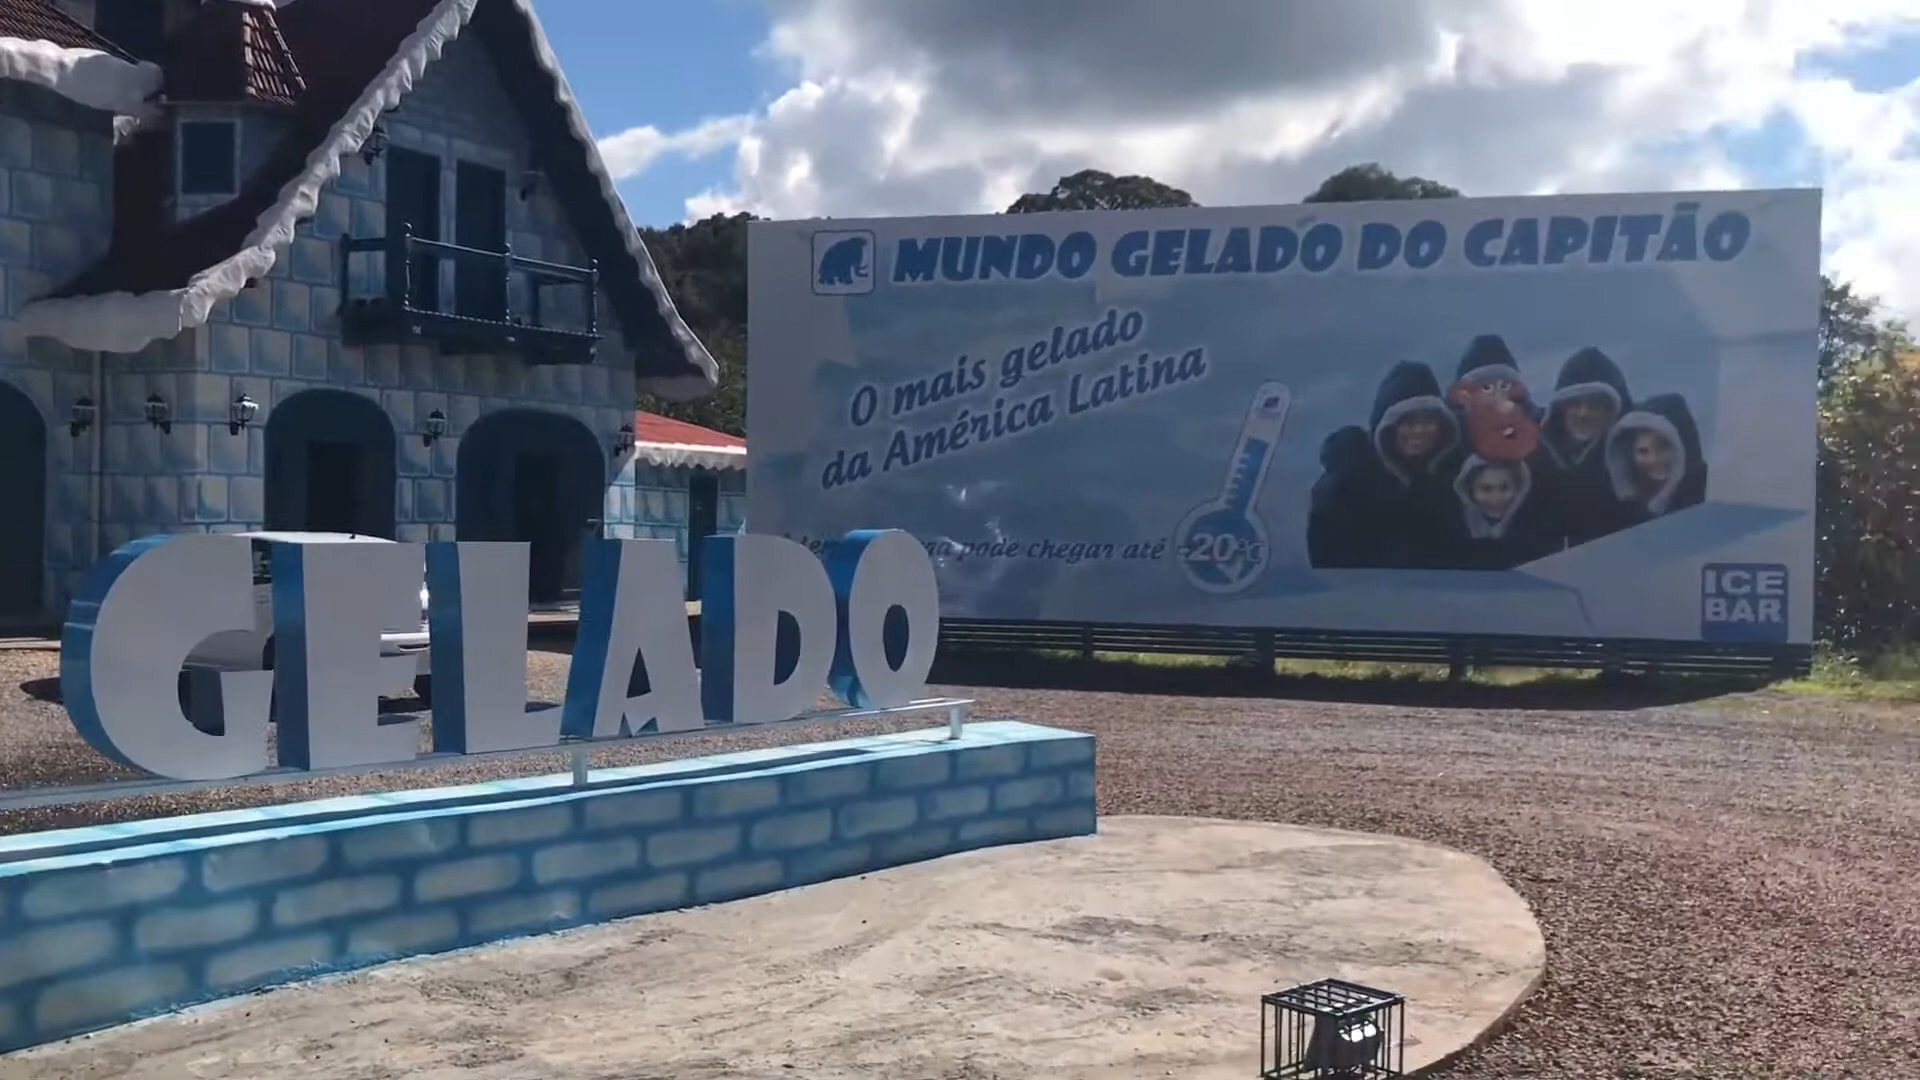 MUNDO GELADO DO CAPITÃO
O mais gelado
da América Latina
pode chegar até -20°C
ICE
BAR
GELADO